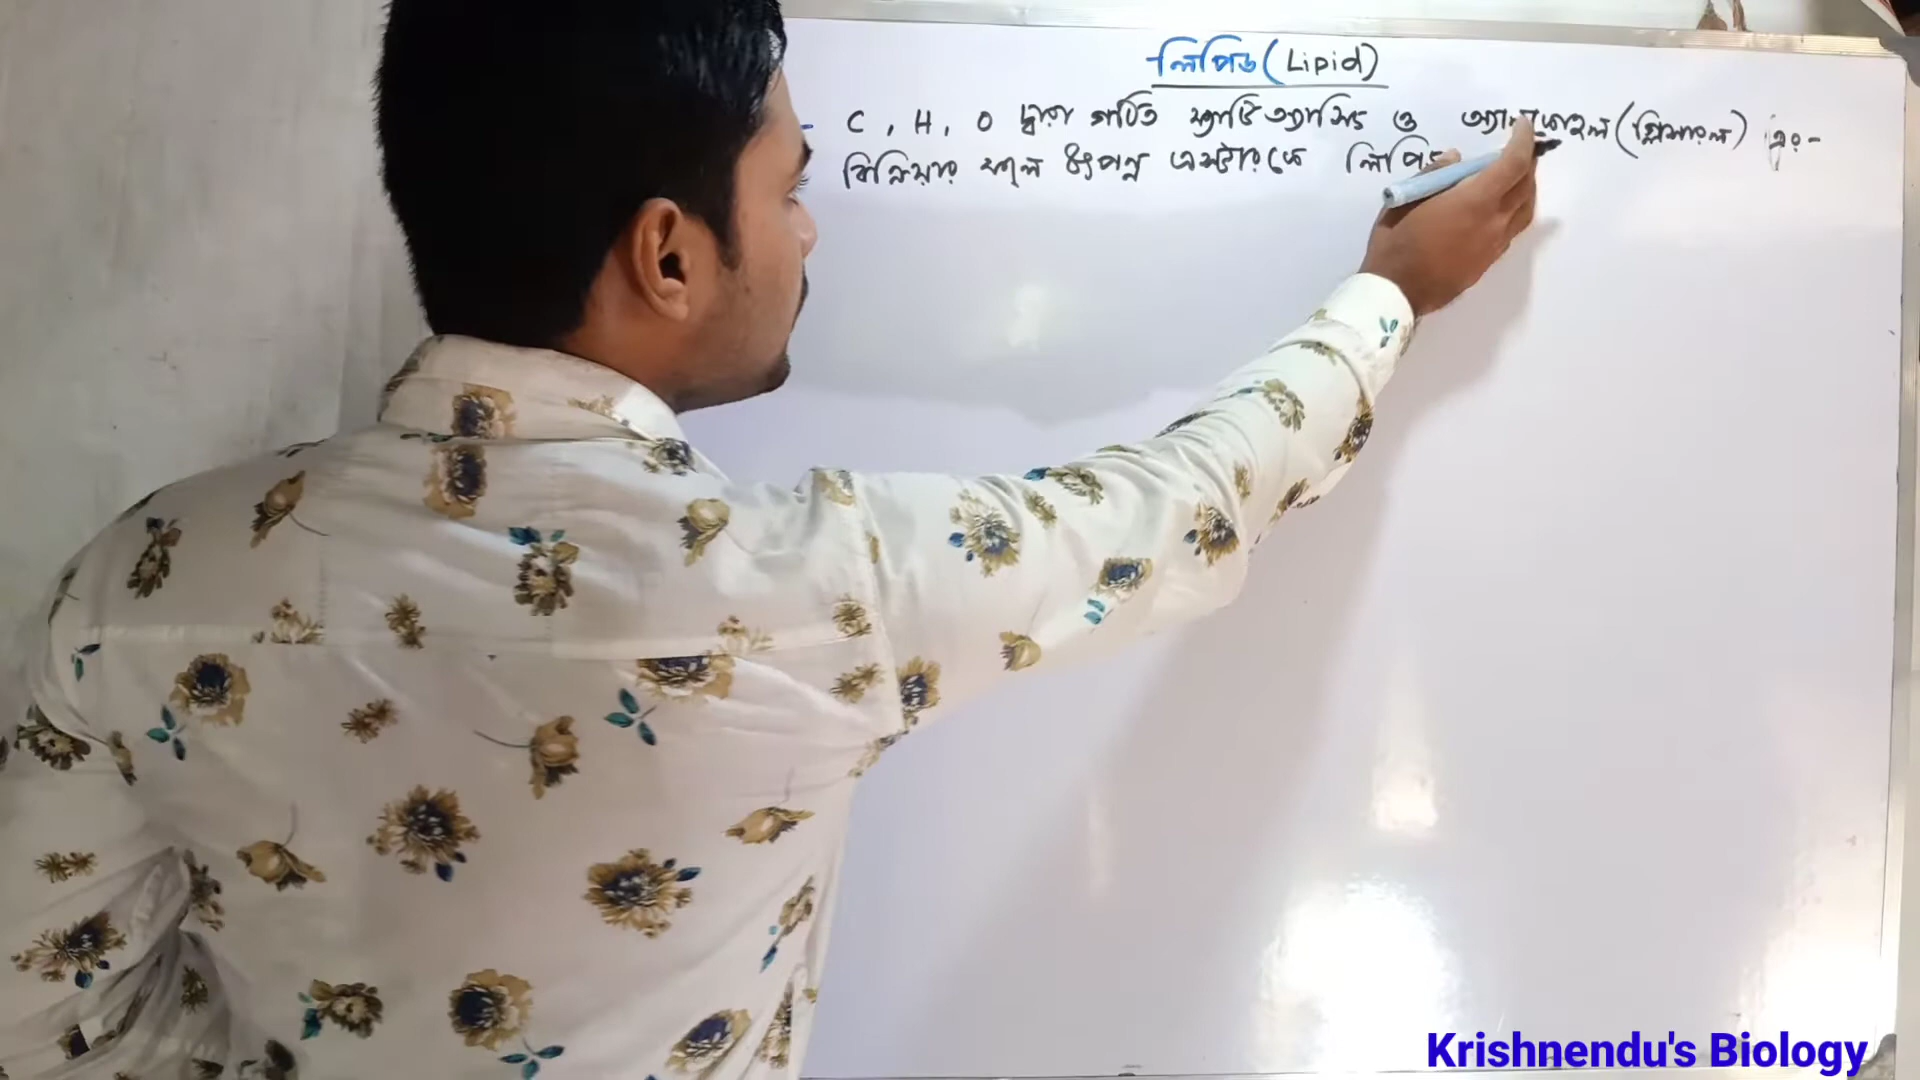 লিপিড (Lipid)
- C, H, O দ্বারা গঠিত ফ্যাটি অ্যাসিড ও অ্যালকোহল (গ্লিসারল) এর-
বিক্রিয়ার ফলে উৎপন্ন এস্টারকে লিপিড
Krishnendu's Biology